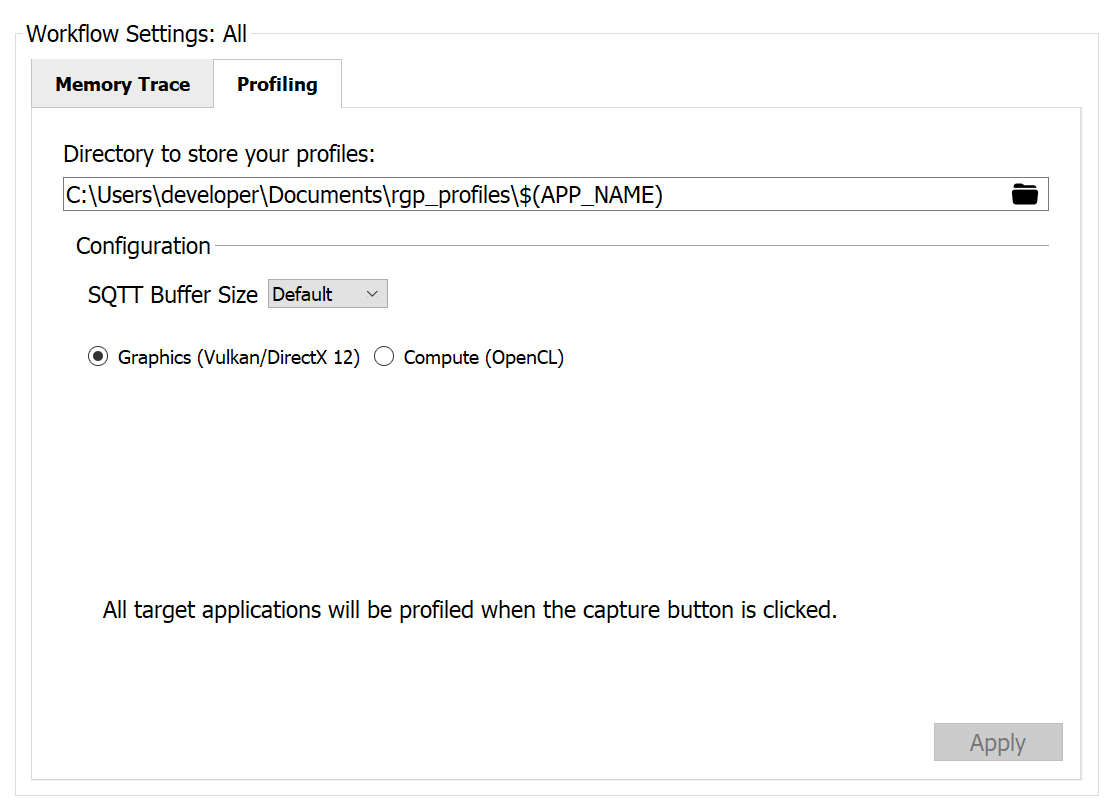 Workflow Settings: All
Memory Trace Profiling
Directory to store your profiles:
C:\Users\developer\Documents\rgp_profiles\$(APP_NAME)
Configuration
SQTT Buffer Size Default
Graphics (Vulkan/DirectX 12) Compute (OpenCL)
All target applications will be profiled when the capture button is clicked.
Apply